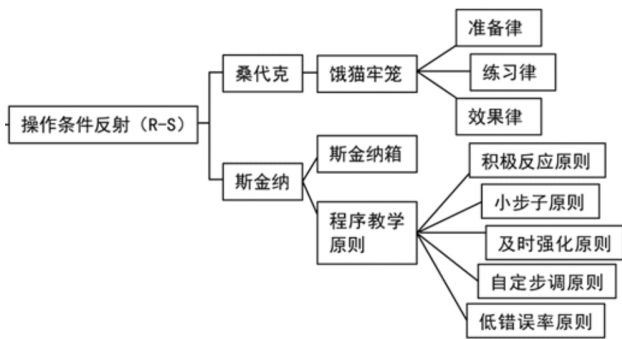 操作条件反射（R-S）
桑代克
饿猫牢笼
准备律
练习律
效果律
斯金纳
斯金纳箱
程序教学
原则
积极反应原则
小步子原则
及时强化原则
自定步调原则
低错误率原则